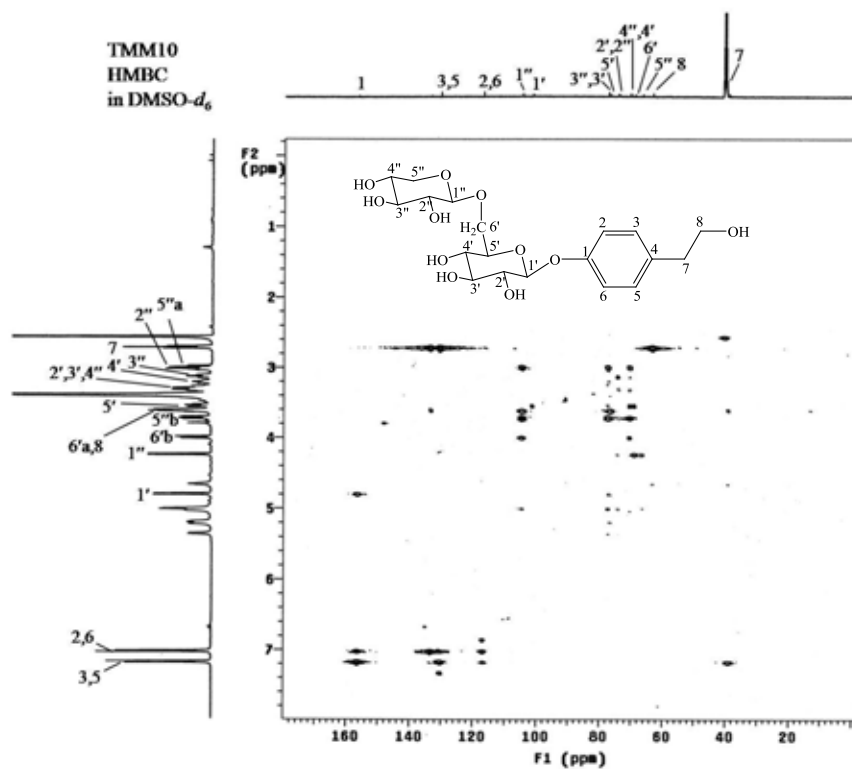 TMM10
HMBC
in DMSO-d6
1
3,5
2,6
1''
1'
3'',3'
5'
2',2''
4'',4'
6'
5''
8
7
F2
(ppm)
1
2
3
4
5
6
7
4''
5''
O
HO
1''
O
HO
3''
2''
HO
OH
H2C
6'
4'
5'
O
HO
1'
O
HO
3'
2'
OH
1
2
3
4
5
6
7
8
OH
5''a
2''
7
3''
4'
2',3',4''
5'
5''b
6'b
6'a,8
1''
1'
2,6
3,5
160 140 120 100 80 60 40 20
F1 (ppm)